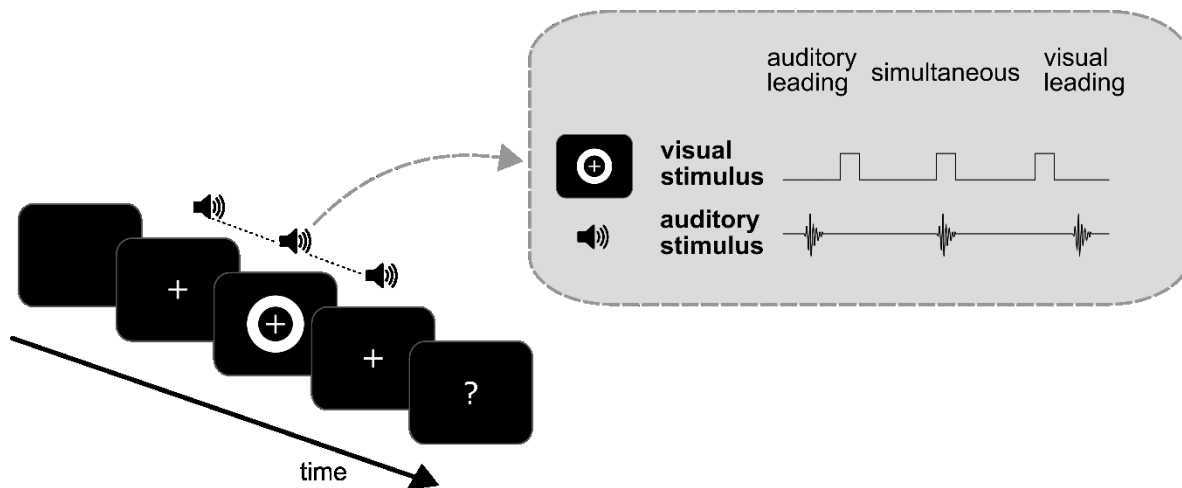 auditory
leading
simultaneous
visual
leading
visual
stimulus
auditory
stimulus
?
time